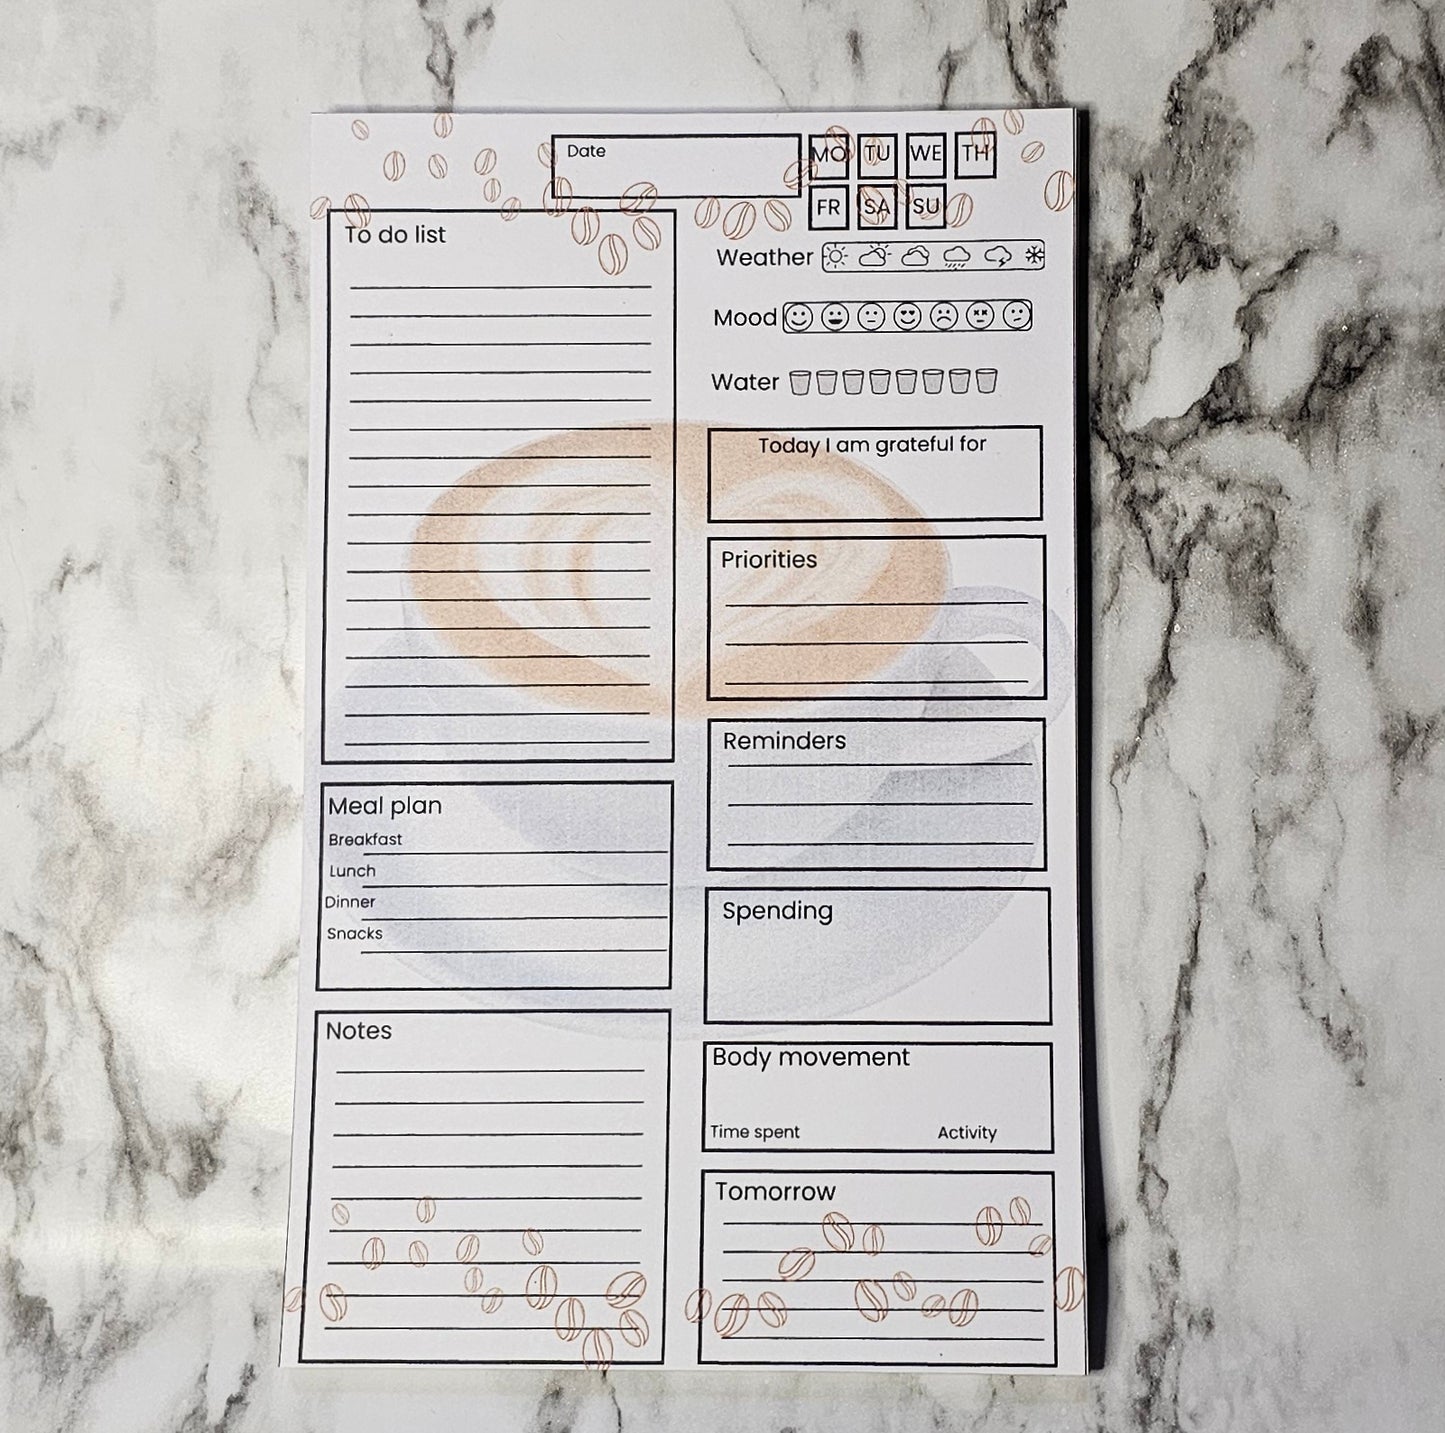 Date
MO TU WE TH
FR SA SU
To do list
Weather
Mood
Water
Today I am grateful for
Priorities
Reminders
Meal plan
Breakfast
Lunch
Dinner
Snacks
Spending
Notes
Body movement
Time spent Activity
Tomorrow